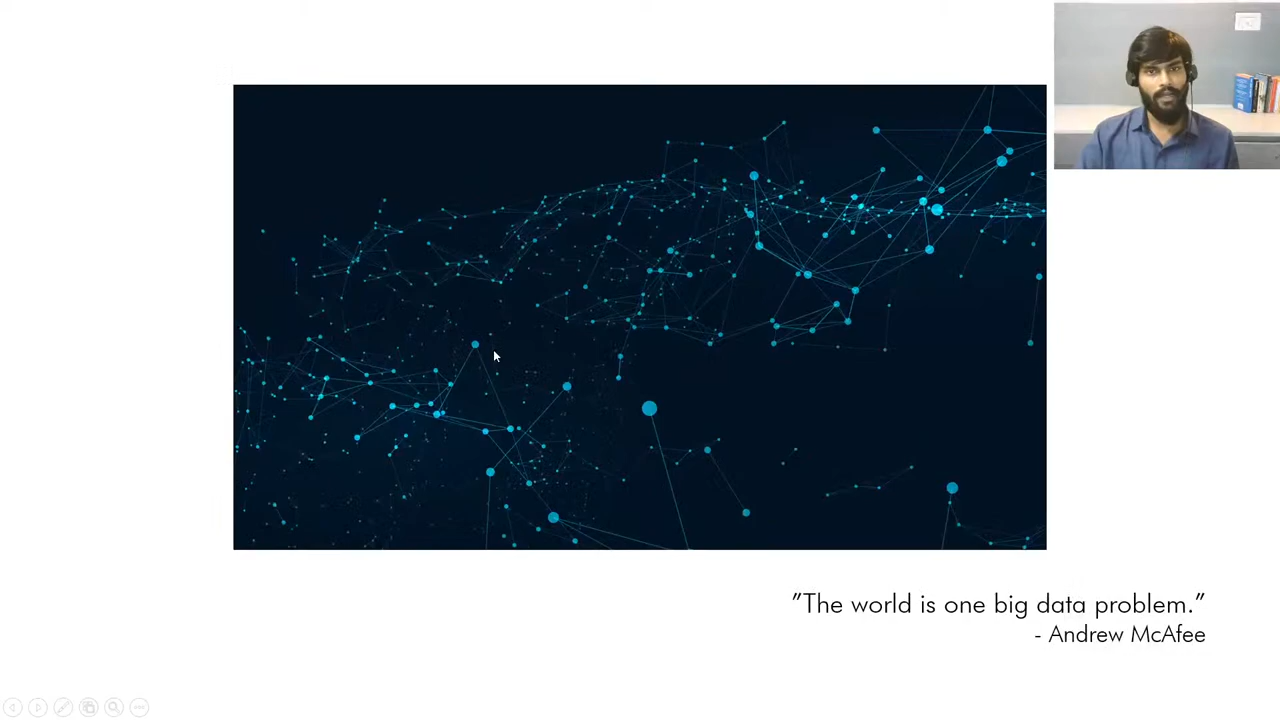 "The world is one big data problem."
- Andrew McAfee